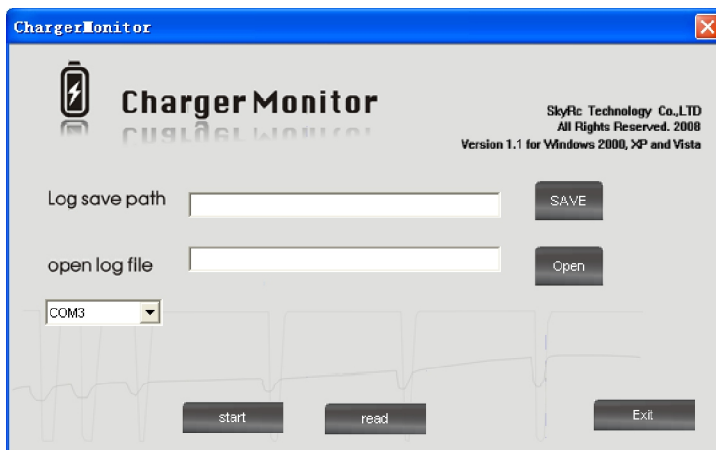 ChargerMonitor
Charger Monitor
SkyRc Technology Co.,LTD
All Rights Reserved. 2008
Version 1.1 for Windows 2000, XP and Vista
Log save path
SAVE
open log file
Open
COM3
start
read
Exit